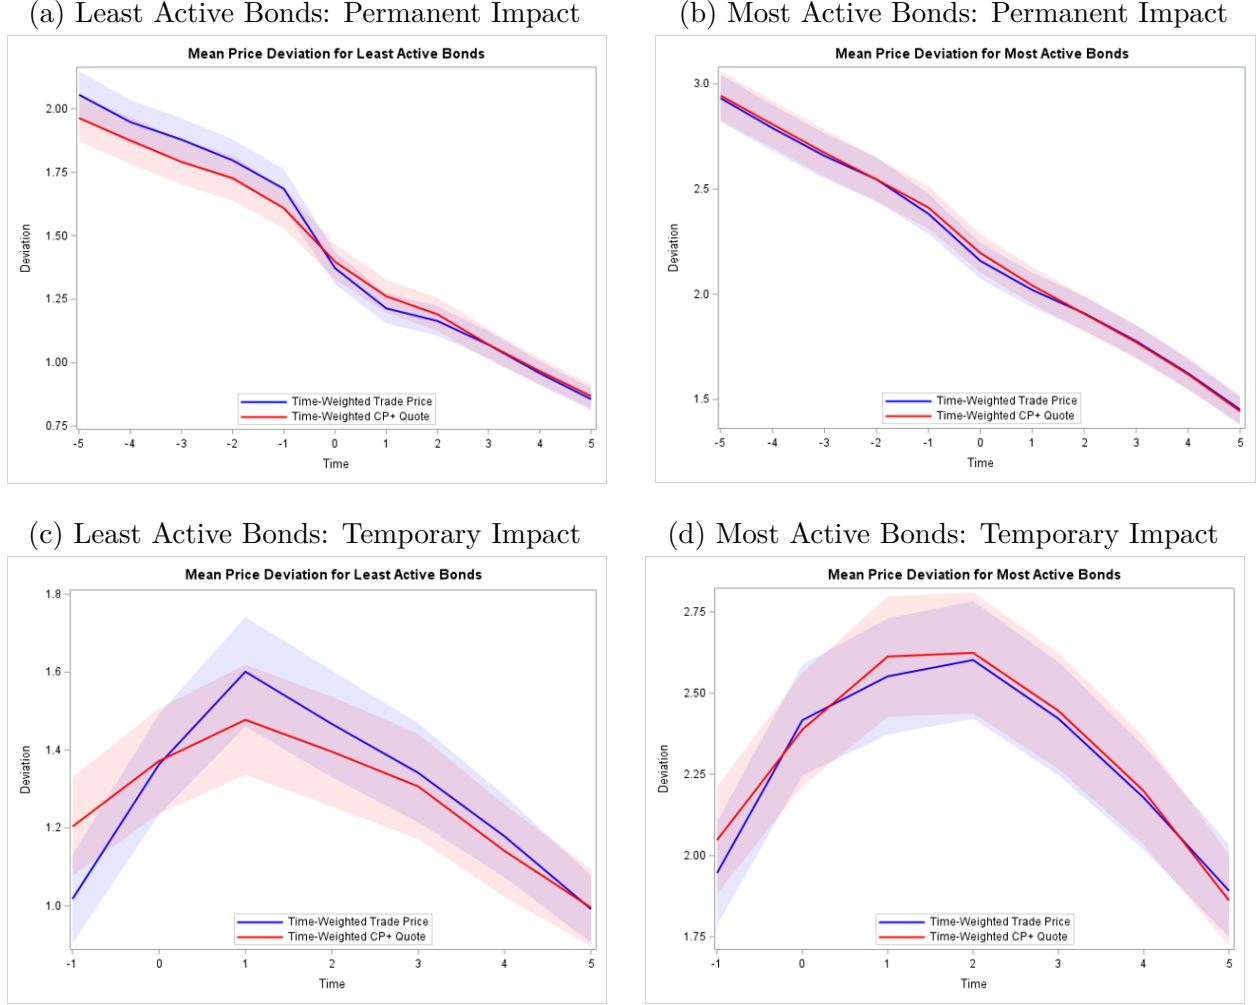 (a) Least Active Bonds: Permanent Impact
Mean Price Deviation for Least Active Bonds
Deviation
2.00
1.75
1.50
1.25
1.00
0.75
Time-Weighted Trade Price
Time-Weighted CP+ Quote
-5 -4 -3 -2 -1 0 1 2 3 4 5
Time
(b) Most Active Bonds: Permanent Impact
Mean Price Deviation for Most Active Bonds
Deviation
3.0
2.5
2.0
1.5
Time-Weighted Trade Price
Time-Weighted CP+ Quote
-5 -4 -3 -2 -1 0 1 2 3 4 5
Time
(c) Least Active Bonds: Temporary Impact
Mean Price Deviation for Least Active Bonds
Deviation
1.8
1.6
1.4
1.2
1.0
Time-Weighted Trade Price
Time-Weighted CP+ Quote
-1 0 1 2 3 4 5
Time
(d) Most Active Bonds: Temporary Impact
Mean Price Deviation for Most Active Bonds
Deviation
2.75
2.50
2.25
2.00
1.75
Time-Weighted Trade Price
Time-Weighted CP+ Quote
-1 0 1 2 3 4 5
Time